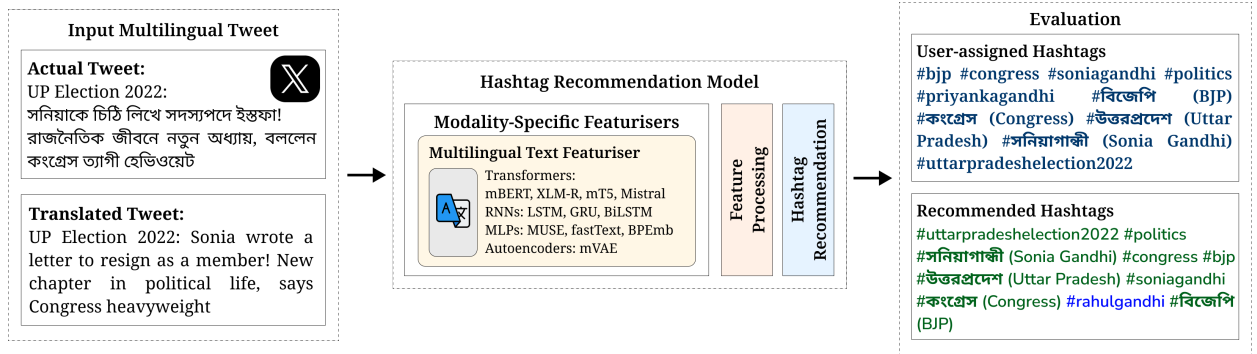 Input Multilingual Tweet
Actual Tweet:
UP Election 2022:
সনিয়াকে চিঠি লিখে সদস্যপদে ইস্তফা!
রাজনৈতিক জীবনে নতুন অধ্যায়, বললেন
কংগ্রেস ত্যাগী হেভিওয়েট
Translated Tweet:
UP Election 2022: Sonia wrote a
letter to resign as a member! New
chapter in political life, says
Congress heavyweight
Hashtag Recommendation Model
Modality-Specific Featurisers
Multilingual Text Featuriser
Transformers:
mBERT, XLM-R, mT5, Mistral
RNNs: LSTM, GRU, BiLSTM
MLPs: MUSE, fastText, BPEmb
Autoencoders: mVAE
Feature
Processing
Hashtag
Recommendation
Evaluation
User-assigned Hashtags
#bjp #congress #soniagandhi #politics
#priyankagandhi #বিজেপি (BJP)
#কংগ্রেস (Congress) #উত্তরপ্রদেশ (Uttar
Pradesh) #সনিয়াগান্ধী (Sonia Gandhi)
#uttarpradeshelection2022
Recommended Hashtags
#uttarpradeshelection2022 #politics
#সনিয়াগান্ধী (Sonia Gandhi) #congress #bjp
#উত্তরপ্রদেশ (Uttar Pradesh) #soniagandhi
#কংগ্রেস (Congress) #rahulgandhi #বিজেপি
(BJP)